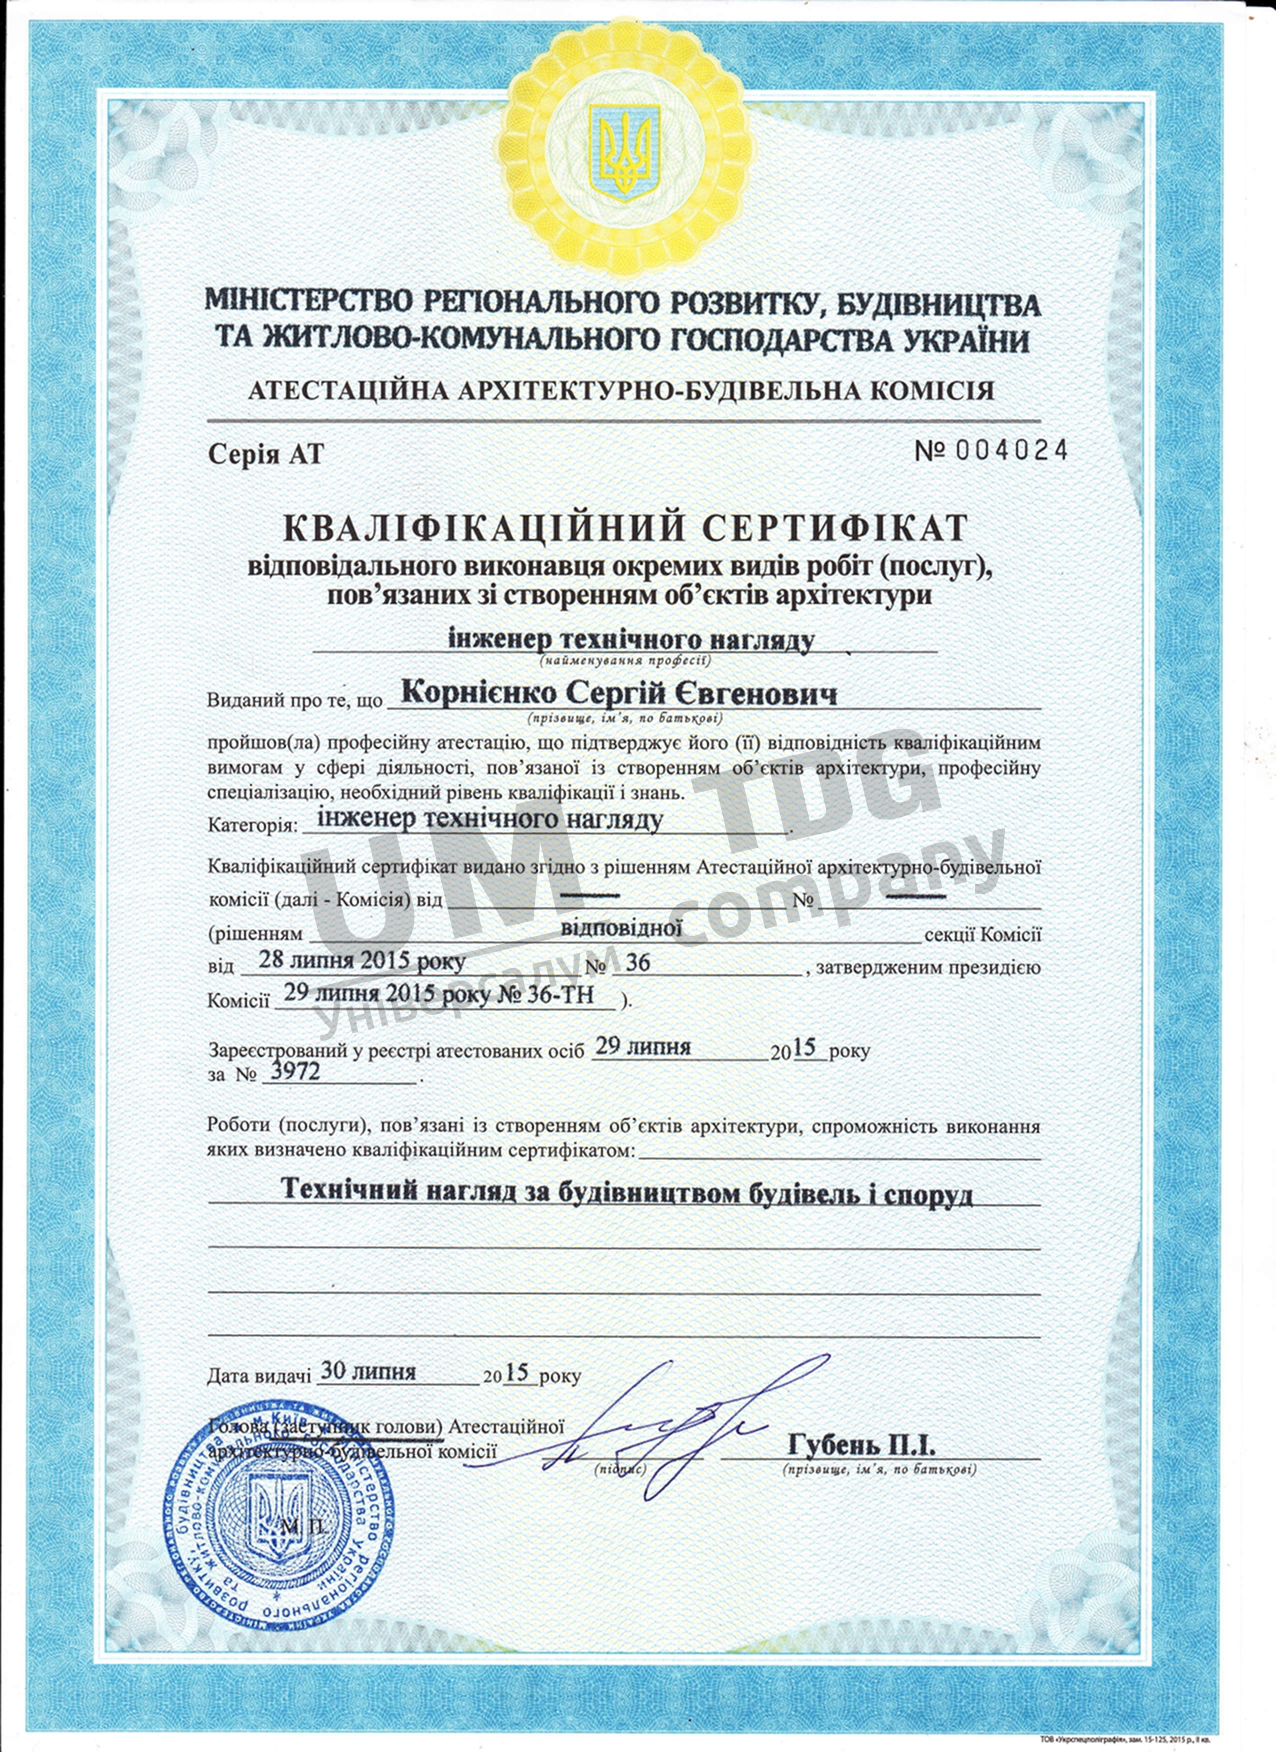 МІНІСТЕРСТВО РЕГІОНАЛЬНОГО РОЗВИТКУ, БУДІВНИЦТВА
ТА ЖИТЛОВО-КОМУНАЛЬНОГО ГОСПОДАРСТВА УКРАЇНИ
АТЕСТАЦІЙНА АРХІТЕКТУРНО-БУДІВЕЛЬНА КОМІСІЯ
Серія АТ № 004024
КВАЛІФІКАЦІЙНИЙ СЕРТИФІКАТ
відповідального виконавця окремих видів робіт (послуг),
пов’язаних зі створенням об’єктів архітектури
інженер технічного нагляду
(найменування професії)
Виданий про те, що Корнієнко Сергій Євгенович
(прізвище, ім’я, по батькові)
пройшов(ла) професійну атестацію, що підтверджує його (її) відповідність кваліфікаційним
вимогам у сфері діяльності, пов’язаної із створенням об’єктів архітектури, професійну
спеціалізацію, необхідний рівень кваліфікації і знань.
Категорія: інженер технічного нагляду.
Кваліфікаційний сертифікат видано згідно з рішенням Атестаційної архітектурно-будівельної
комісії (далі - Комісія) від — № —
(рішенням відповідної секції Комісії
від 28 липня 2015 року № 36, затвердженим президією
Комісії 29 липня 2015 року № 36-ТН ).
UM TDG
Універсалум company
Зареєстрований у реєстрі атестованих осіб 29 липня 2015 року
за № 3972.
Роботи (послуги), пов’язані із створенням об’єктів архітектури, спроможність виконання
яких визначено кваліфікаційним сертифікатом:
Технічний нагляд за будівництвом будівель і споруд
Дата видачі 30 липня 2015 року
Голова (заступник голови) Атестаційної
архітектурно-будівельної комісії Губень П.І.
(підпис) (прізвище, ім’я, по батькові)
М.П.
Міністерство регіонального розвитку, будівництва
та житлово-комунального господарства України
м. Київ
ТОВ «Укрспецполіграфія», зам. 15-125, 2015 р., II кв.